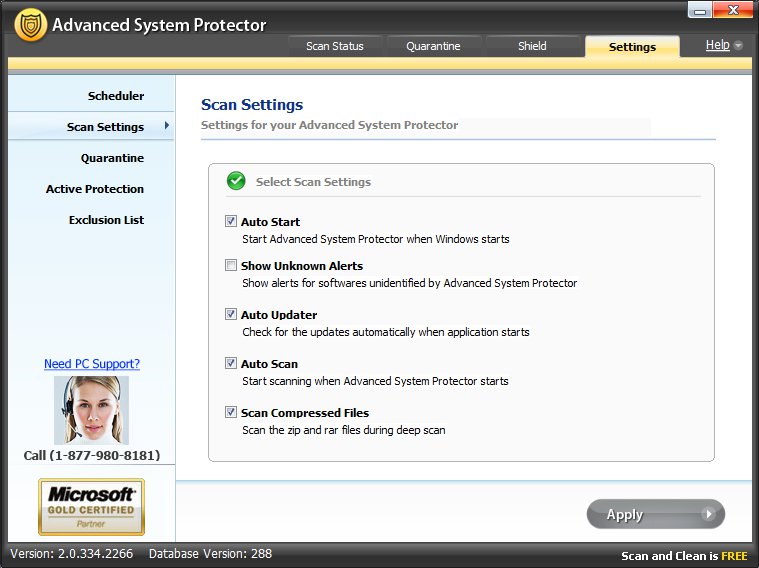 Advanced System Protector
Scan Status Quarantine Shield Settings Help
Scheduler
Scan Settings
Quarantine
Active Protection
Exclusion List
Need PC Support?
Call (1-877-980-8181)
Microsoft
GOLD CERTIFIED
Partner
Scan Settings
Settings for your Advanced System Protector
Select Scan Settings
Auto Start
Start Advanced System Protector when Windows starts
Show Unknown Alerts
Show alerts for softwares unidentified by Advanced System Protector
Auto Updater
Check for the updates automatically when application starts
Auto Scan
Start scanning when Advanced System Protector starts
Scan Compressed Files
Scan the zip and rar files during deep scan
Apply
Version: 2.0.334.2266 Database Version: 288
Scan and Clean is FREE